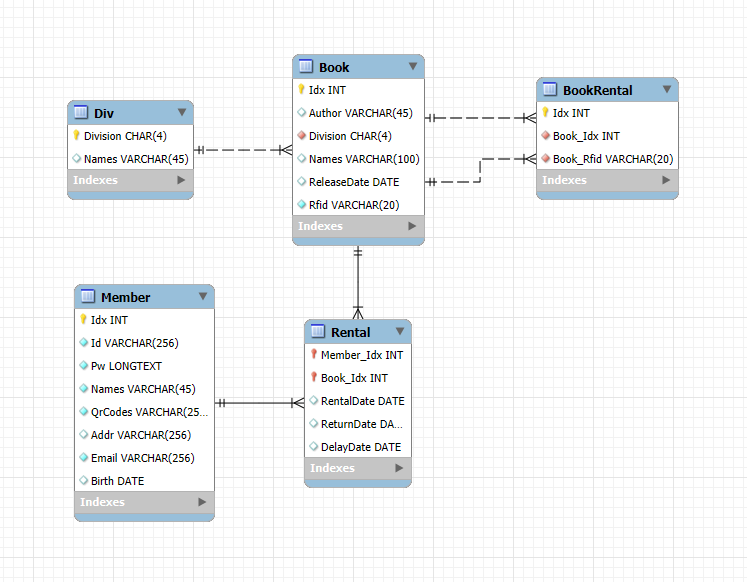 Div
Division CHAR(4)
Names VARCHAR(45)
Indexes
Book
Idx INT
Author VARCHAR(45)
Division CHAR(4)
Names VARCHAR(100)
ReleaseDate DATE
Rfid VARCHAR(20)
Indexes
BookRental
Idx INT
Book_Idx INT
Book_Rfid VARCHAR(20)
Indexes
Member
Idx INT
Id VARCHAR(256)
Pw LONGTEXT
Names VARCHAR(45)
QrCodes VARCHAR(25...
Addr VARCHAR(256)
Email VARCHAR(256)
Birth DATE
Indexes
Rental
Member_Idx INT
Book_Idx INT
RentalDate DATE
ReturnDate DA...
DelayDate DATE
Indexes